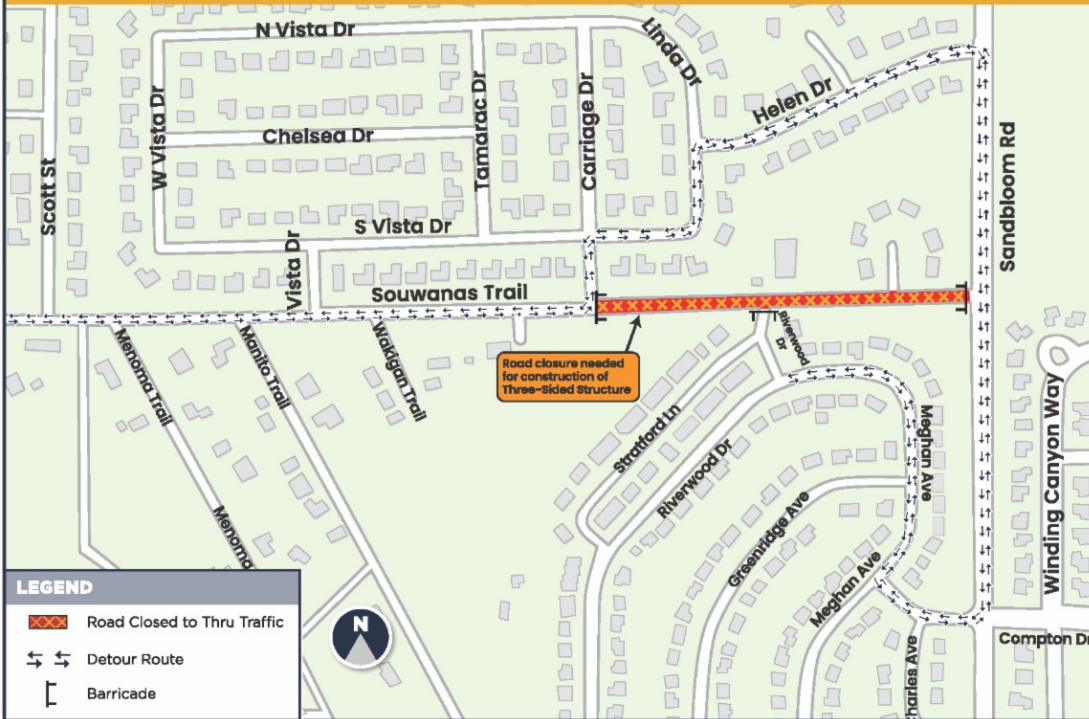 N Vista Dr
Linda Dr
Helen Dr
W Vista Dr
Chelsea Dr
Tamarac Dr
Carriage Dr
Scott St
Sandbloom Rd
S Vista Dr
Vista Dr
Souwanas Trail
Menoma Trail
Manito Trail
Wakigan Trail
Road closure needed
for construction of
Three-Sided Structure
Riverwood
Dr
Stratford Ln
Riverwood Dr
Meghan Ave
Winding Canyon Way
Greenridge Ave
Menoma
Meghan Ave
Compton Dr
harles Ave
N
LEGEND
Road Closed to Thru Traffic
Detour Route
Barricade